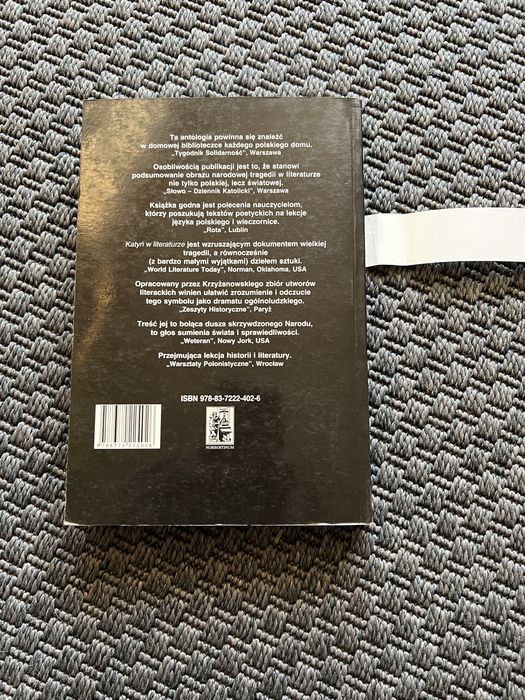 Ta antologia powinna się znaleźć
w domowej biblioteczce każdego polskiego domu.
„Tygodnik Solidarność”, Warszawa
Osobliwością publikacji jest to, że stanowi
podsumowanie obrazu narodowej tragedii w literaturze
nie tylko polskiej, lecz światowej.
„Słowo – Dziennik Katolicki”, Warszawa
Książka godna jest polecenia nauczycielom,
którzy poszukują tekstów poetyckich na lekcje
języka polskiego i wieczornice.
„Rota”, Lublin
Katyń w literaturze jest wzruszającym dokumentem wielkiej
tragedii, a równocześnie
(z bardzo małymi wyjątkami) dziełem sztuki.
„World Literature Today”, Norman, Oklahoma, USA
Opracowany przez Krzyżanowskiego zbiór utworów
literackich winien ułatwić zrozumienie i odczucie
tego symbolu jako dramatu ogólnoludzkiego.
„Zeszyty Historyczne”, Paryż
Treść jej to boląca dusza skrzywdzonego Narodu,
to głos sumienia świata i sprawiedliwości.
„Weteran”, Nowy Jork, USA
Przejmująca lekcja historii i literatury.
„Warsztaty Polonistyczne”, Wrocław
ISBN 978-83-7222-402-6
9 788372 224026
NORBERTINUM